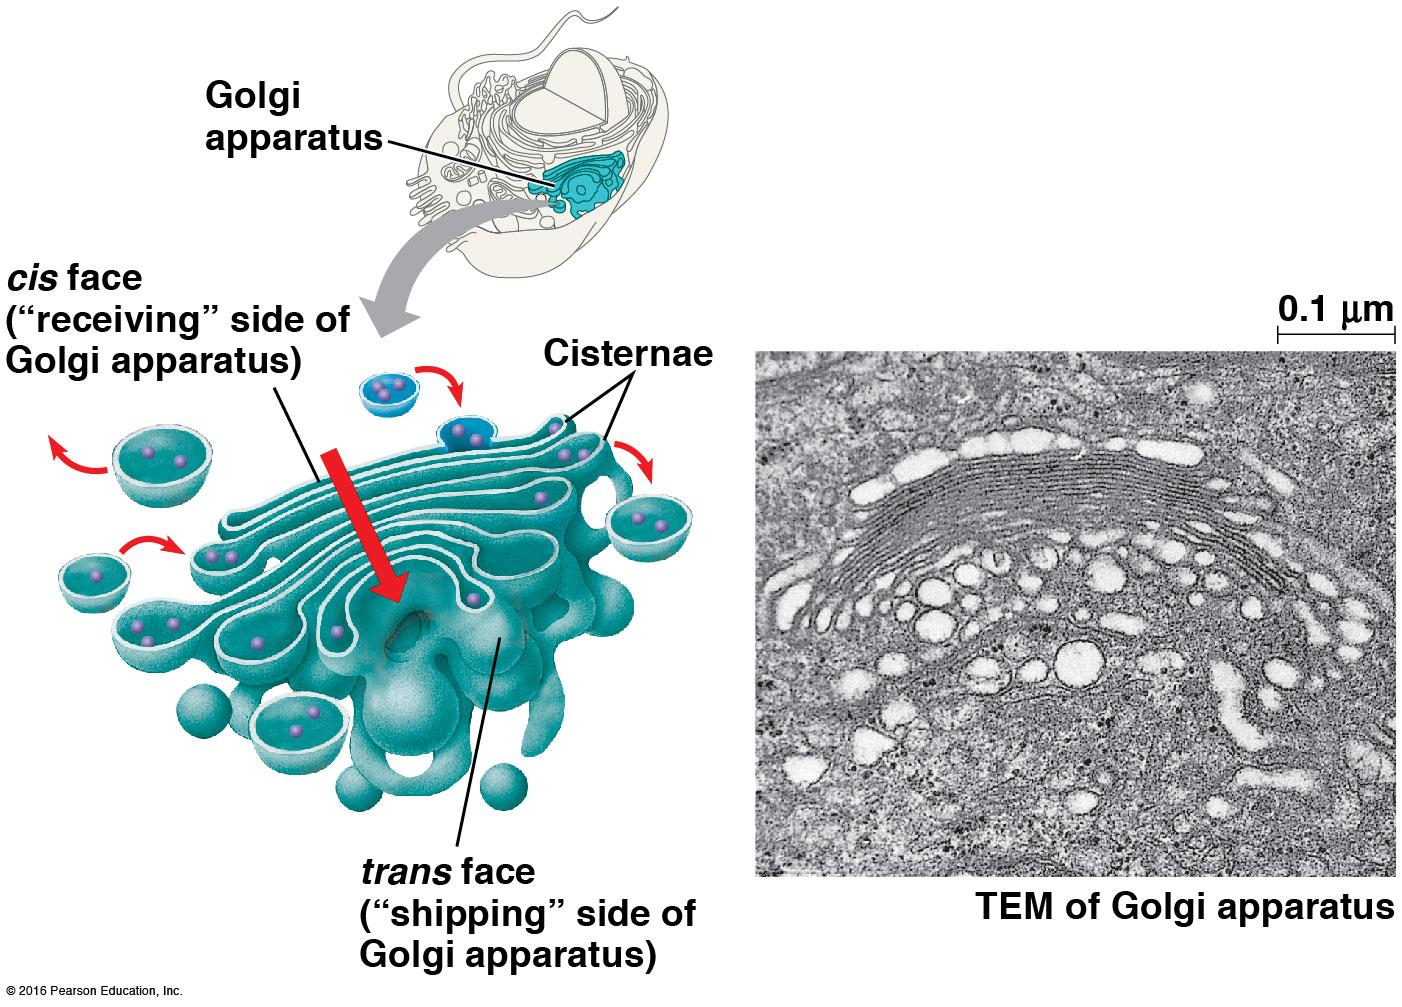 Golgi
apparatus
cis face
(“receiving” side of
Golgi apparatus)
Cisternae
0.1 μm
trans face
(“shipping” side of
Golgi apparatus)
TEM of Golgi apparatus
© 2016 Pearson Education, Inc.